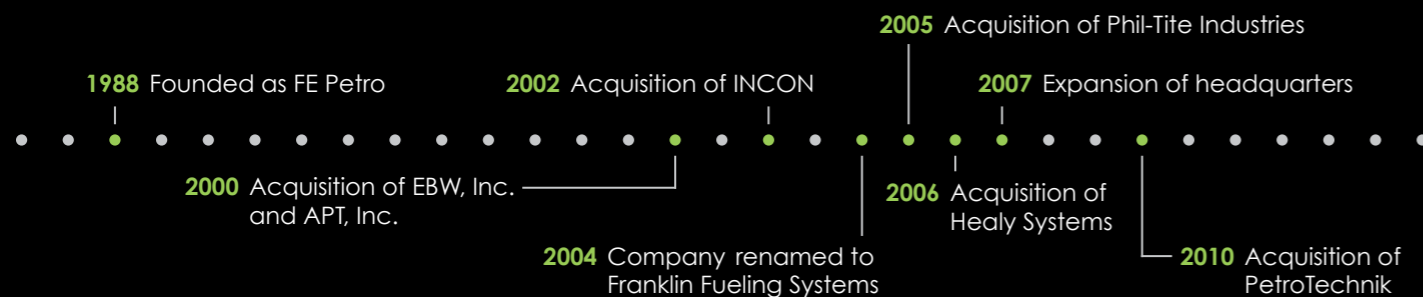 2005 Acquisition of Phil-Tite Industries
1988 Founded as FE Petro
2002 Acquisition of INCON
2007 Expansion of headquarters
2000 Acquisition of EBW, Inc.
and APT, Inc.
2006 Acquisition of
Healy Systems
2004 Company renamed to
Franklin Fueling Systems
2010 Acquisition of
PetroTechnik